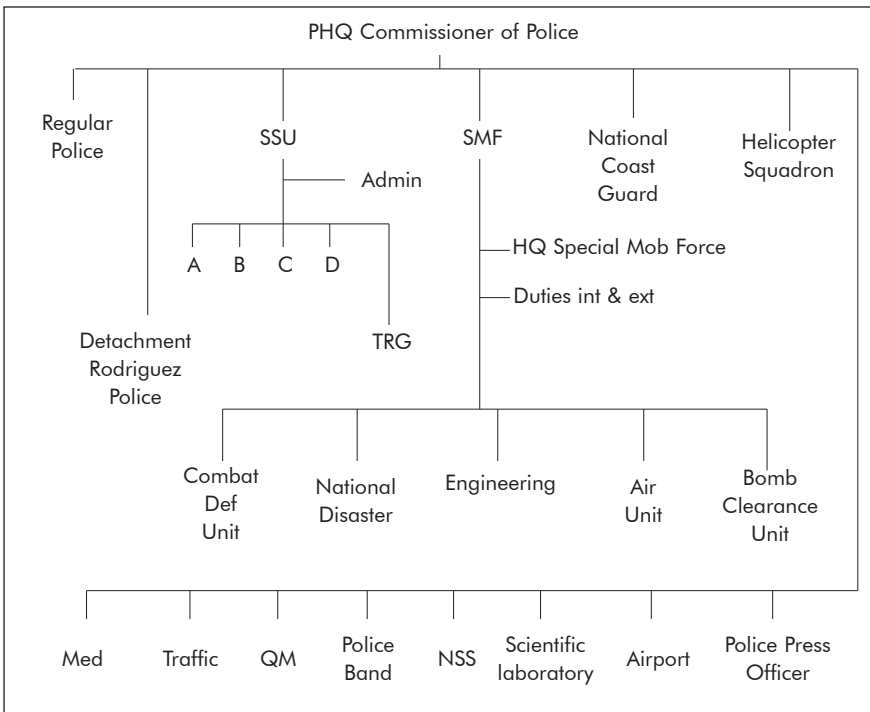 PHQ Commissioner of Police
Regular
Police
SSU
SMF
National
Coast
Guard
Helicopter
Squadron
Admin
A B C D
HQ Special Mob Force
Duties int & ext
Detachment
Rodriguez
Police
TRG
Combat
Def
Unit
National
Disaster
Engineering
Air
Unit
Bomb
Clearance
Unit
Med
Traffic
QM
Police
Band
NSS
Scientific
laboratory
Airport
Police Press
Officer